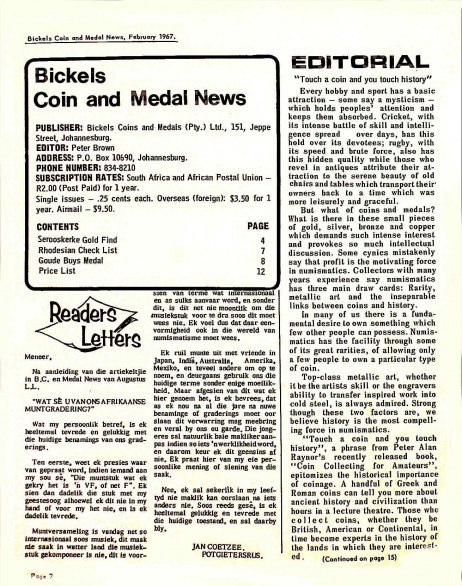 Bickels Coin and Medal News, February 1967.
Bickels
Coin and Medal News
PUBLISHER: Bickels Coins and Medals (Pty.) Ltd., 151, Jeppe
Street, Johannesburg.
EDITOR: Peter Brown
ADDRESS: P.O. Box 10690, Johannesburg.
PHONE NUMBER: 834-8210
SUBSCRIPTION RATES: South Africa and African Postal Union –
R2.00 (Post Paid) for 1 year.
Single issues – .25 cents each. Overseas (foreign): $3.50 for 1
year. Airmail – $9.50.
CONTENTS PAGE
Serooskerke Gold Find 4
Rhodesian Check List 7
Goude Buys Medal 8
Price List 12
Readers
Letters
Meneer,
Na aanleiding van die artiekeltjie
in B.C. en Medal News van Augustus
L.L.,
"WAT SÊ U VAN ONS AFRIKAANSE
MUNTGRADERING?"
Wat my persoonlik betref, is ek
heeltemal tevrede en gelukkig met
die huidige benamings van ons grad-
erings.
Ten eerste, weet ek presies waar
van gepraat word, Indien iemand aan
my sou sê, "Die muntstuk wat ek
gekry het is 'n VF, of net F". Ek
sien dan dadelik die stuk met my
geestesoog alhoewel ek dit nie in my
hand of voor my het nie, en is ek
dadelik tevrede.
Muntversameling is vandag net so
internasionaal soos musiek, dit maak
nie saak in watter land die musiek-
stuk gekomponeer is nie, dit is voor-
sien van terme wat internasionaal
en as sulks aanvaar word, en sonder
dit, is dit net nie moontlik om die
musiekstuk voor te dra soos dit moet
wees nie, Ek voel dus dat daar een-
vormigheid ook in die wereld van
numismatisme moet wees.
Ek ruil munte uit met vriende in
Japan, India, Australië, Amerika,
Mexiko, en teveel andere om op te
noem, en deurgaans gebruik ons die
huidige terme sonder enige moeilik-
heid. Maar afgesien van dit wat ek
hier genoem het, is ek bevrees, dat
as ek nou na al die jare na nuwe
benamings of graderings moet oor
slaan dit verwarring mag meebring
en veral by ons ou garde. Die jong-
eres sal natuurlik baie makliker aan-
pas indien so iets 'n werklikheid word,
en daarom keur ek dit geensins af
nie, Ek praat hier van my eie per-
soonlike mening of siening van die
saak,
Nee, ek sal sekerlik in my leef-
tyd nie maklik kan oorslaan na iets
anders nie, Soos reeds gesê, is ek
heeltemal gelukkig en tevrede met
die huidige toestand, en sal daarby
bly.
JAN COETZEE,
POTGIETERSRUS.
EDITORIAL
"Touch a coin and you touch history"
Every hobby and sport has a basic
attraction – some say a mysticism –
which holds peoples' attention and
keeps them absorbed. Cricket, with
its intense battle of skill and intelli-
gence spread over days, has this
hold over its devotees; rugby, with
its speed and brute force, also has
this hidden quality while those who
revel in antiques attribute their at-
traction to the serene beauty of old
chairs and tables which transport their
owners back to a time which was
more leisurely and graceful.
But what of coins and medals?
What is there in these small pieces
of gold, silver, bronze and copper
which demands such intense interest
and provokes so much intellectual
discussion. Some cynics mistakenly
say that profit is the motivating force
in numismatics. Collectors with many
years experience say numismatics
has three main draw cards: Rarity,
metallic art and the inseparable
links between coins and history.
In many of us there is a funda-
mental desire to own something which
few other people can possess. Numis-
matics has the facility through some
of its great rarities, of allowing only
a few people to own a particular type
of coin.
Top-class metallic art, whether
it be the artists skill or the engravers
ability to transfer inspired work into
cold steel, is always admired. Strong
though these two factors are, we
believe history is the most compell-
ing force in numismatics.
"Touch a coin and you touch
history", a phrase from Peter Alan
Raynor's recently released book,
"Coin Collecting for Amateurs",
epitomizes the historical importance
of coinage. A handful of Greek and
Roman coins can tell you more about
ancient history and civilization than
hours in a lecture theatre. Those who
collect coins, whether they be
British, American or Continental, in
time become experts in the history of
the lands in which they are interest-
ed. (Continued on page 15)
Page 7